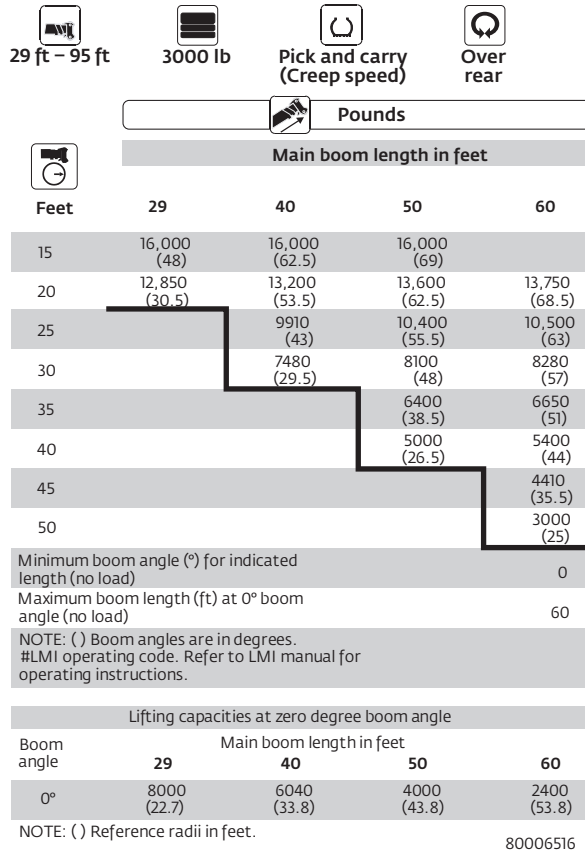 29 ft – 95 ft 3000 lb Pick and carry (Creep speed) Over rear
Pounds
Main boom length in feet
Feet 29 40 50 60
15 16,000 (48) 16,000 (62.5) 16,000 (69)
20 12,850 (30.5) 13,200 (53.5) 13,600 (62.5) 13,750 (68.5)
25 9910 (43) 10,400 (55.5) 10,500 (63)
30 7480 (29.5) 8100 (48) 8280 (57)
35 6400 (38.5) 6650 (51)
40 5000 (26.5) 5400 (44)
45 4410 (35.5)
50 3000 (25)
Minimum boom angle (º) for indicated
length (no load) 0
Maximum boom length (ft) at 0º boom
angle (no load) 60
NOTE: ( ) Boom angles are in degrees.
#LMI operating code. Refer to LMI manual for
operating instructions.
Lifting capacities at zero degree boom angle
Boom angle Main boom length in feet
29 40 50 60
0º 8000 (22.7) 6040 (33.8) 4000 (43.8) 2400 (53.8)
NOTE: ( ) Reference radii in feet.
80006516